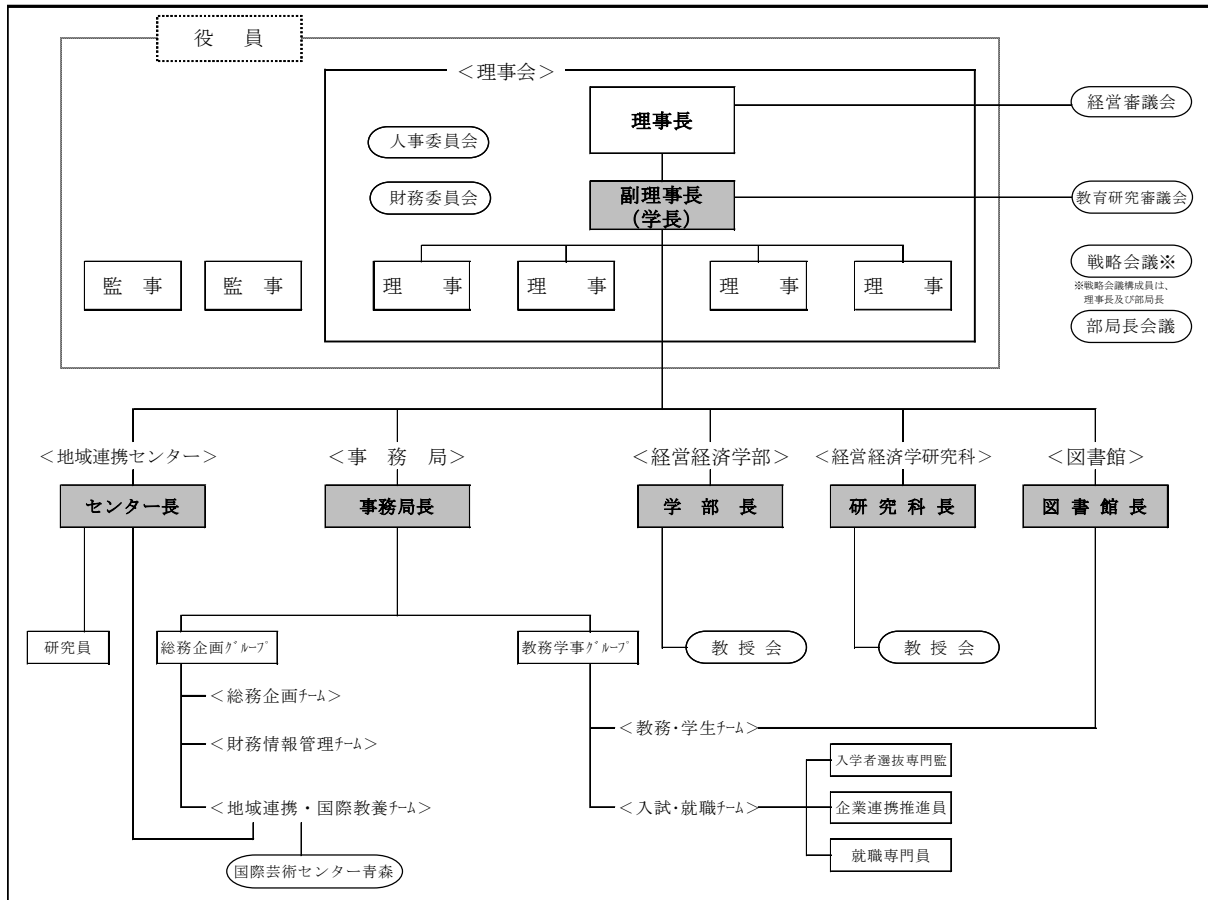 役　員
＜理事会＞
理事長
経営審議会
人事委員会
副理事長
（学長）
財務委員会
教育研究審議会
監　事
監　事
理　　事
理　　事
理　　事
理　　事
戦略会議※
※戦略会議構成員は、
理事長及び部局長
部局長会議
＜地域連携センター＞
＜事　務　局＞
＜経営経済学部＞
＜経営経済学研究科＞
＜図書館＞
センター長
事務局長
学　部　長
研 究 科 長
図 書 館 長
研究員
総務企画ｸﾞﾙｰﾌﾟ
教務学事ｸﾞﾙｰﾌﾟ
教 授 会
教 授 会
＜総務企画ﾁｰﾑ＞
＜教務・学生ﾁｰﾑ＞
＜財務情報管理ﾁｰﾑ＞
入学者選抜専門監
＜地域連携・国際教養ﾁｰﾑ＞
＜入試・就職ﾁｰﾑ＞
企業連携推進員
就職専門員
国際芸術センター青森